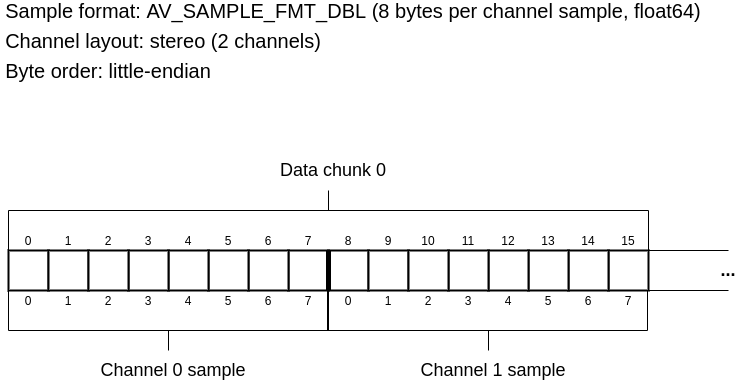 Sample format: AV_SAMPLE_FMT_DBL (8 bytes per channel sample, float64)
Channel layout: stereo (2 channels)
Byte order: little-endian
Data chunk 0
0 1 2 3 4 5 6 7 8 9 10 11 12 13 14 15
...
0 1 2 3 4 5 6 7 0 1 2 3 4 5 6 7
Channel 0 sample Channel 1 sample